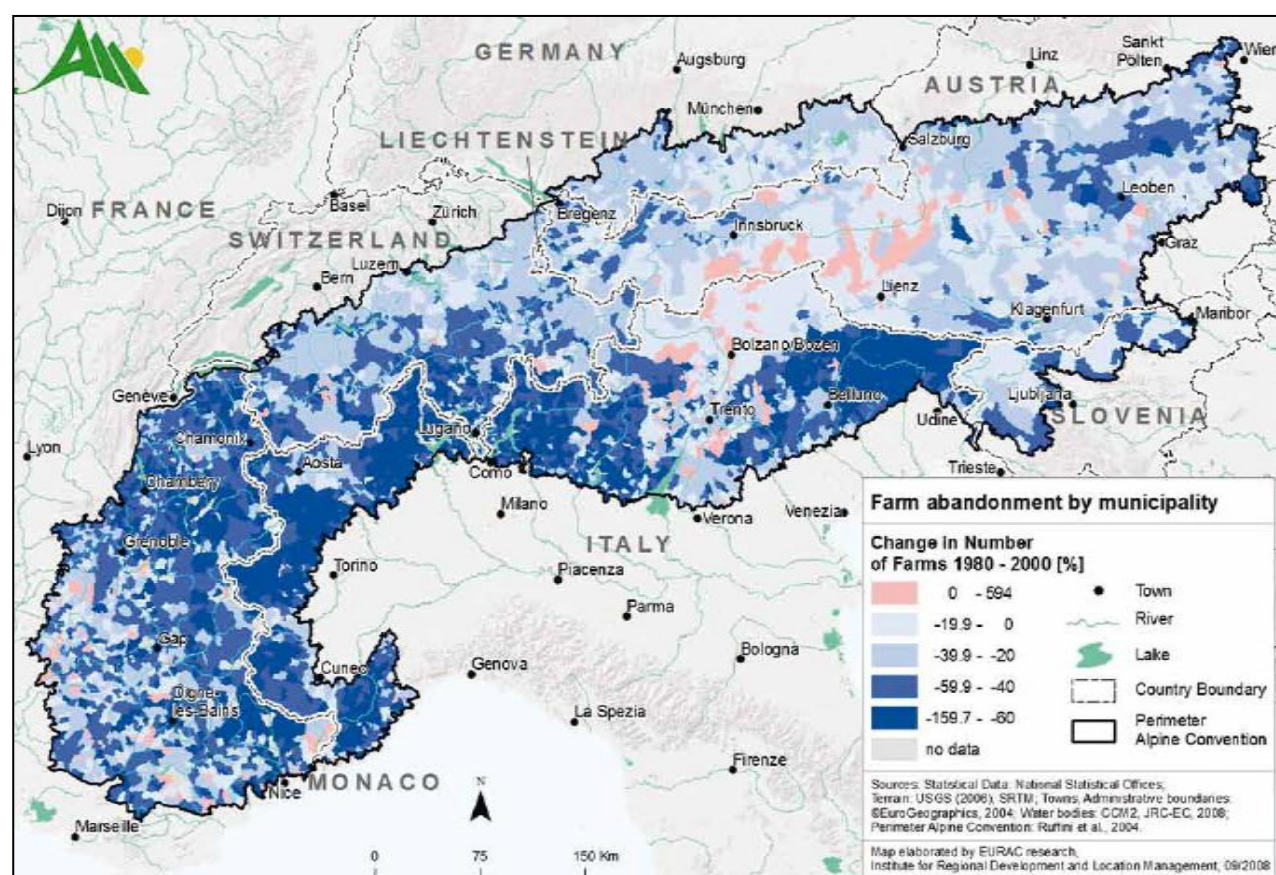 GERMANY
Augsburg
Linz
Sankt
Pölten
Wien
AUSTRIA
München
LIECHTENSTEIN
Salzburg
Dijon
FRANCE
Basel
Zürich
Bregenz
Innsbruck
Leoben
SWITZERLAND
Luzern
Bern
Graz
Lienz
Klagenfurt
Maribor
Bolzano/Bozen
Genève
Chamonix
Lugano
Trento
Belluno
Udine
Ljubljana
SLOVENIA
Lyon
Aosta
Como
Trieste
Chambéry
Milano
Verona
Venezia
Grenoble
ITALY
Torino
Piacenza
Parma
Gap
Cuneo
Genova
Bologna
Digne-
les-Bains
La Spezia
MONACO
Nice
Firenze
Marseille
N
0 75 150 Km
Farm abandonment by municipality
Change in Number
of Farms 1980 - 2000 [%]
0 - 594
-19.9 - 0
-39.9 - -20
-59.9 - -40
-159.7 - -60
no data
Town
River
Lake
Country Boundary
Perimeter
Alpine Convention
Sources: Statistical Data: National Statistical Offices;
Terrain: USGS (2006), SRTM; Towns, Administrative boundaries:
©EuroGeographics, 2004; Water bodies: CCM2, JRC-EC, 2008;
Perimeter Alpine Convention: Ruffini et al., 2004.
Map elaborated by EURAC research,
Institute for Regional Development and Location Management, 09/2008